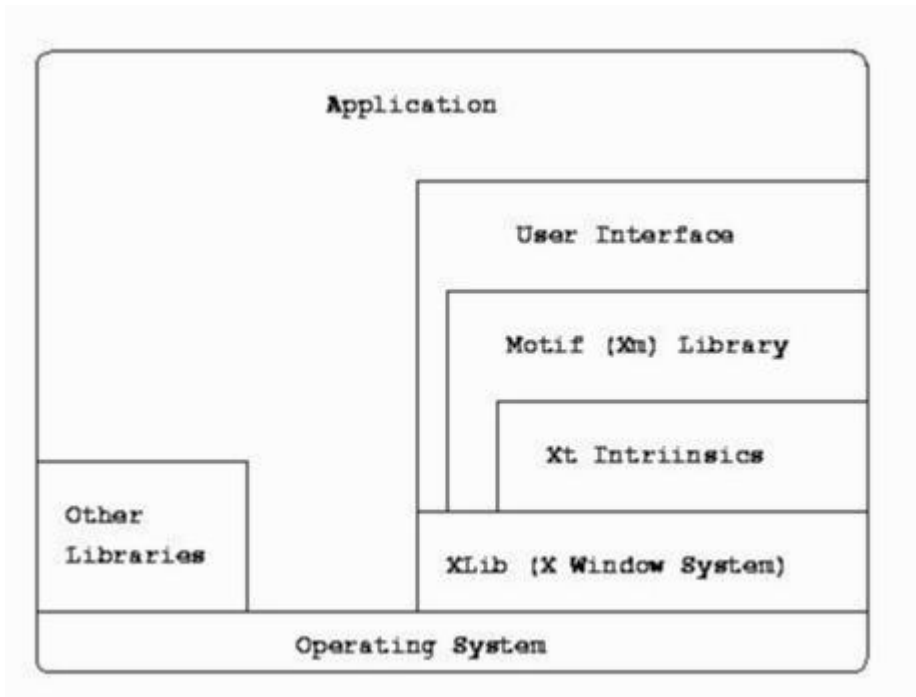 Application
User Interface
Motif (Xm) Library
Xt Intriinsics
Other
Libraries
XLib (X Window System)
Operating System